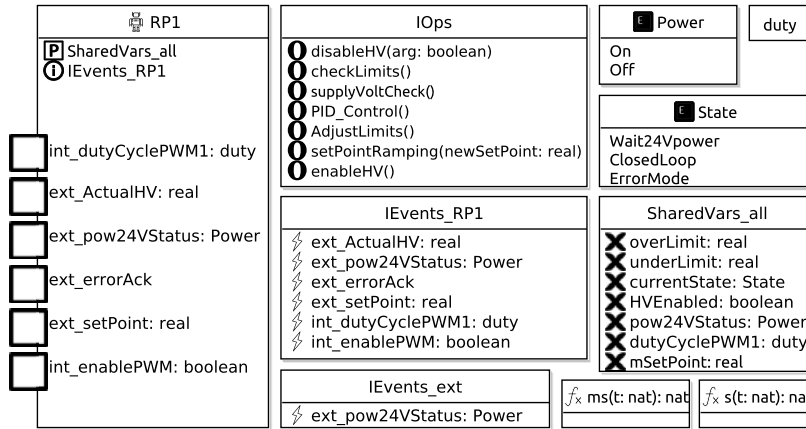 RP1
P SharedVars_all
i IEvents_RP1
int_dutyCyclePWM1: duty
ext_ActualHV: real
ext_pow24VStatus: Power
ext_errorAck
ext_setPoint: real
int_enablePWM: boolean
IOps
O disableHV(arg: boolean)
O checkLimits()
O supplyVoltCheck()
O PID_Control()
O AdjustLimits()
O setPointRamping(newSetPoint: real)
O enableHV()
IEvents_RP1
ext_ActualHV: real
ext_pow24VStatus: Power
ext_errorAck
ext_setPoint: real
int_dutyCyclePWM1: duty
int_enablePWM: boolean
IEvents_ext
ext_pow24VStatus: Power
E Power
On
Off
duty
E State
Wait24Vpower
ClosedLoop
ErrorMode
SharedVars_all
X overLimit: real
X underLimit: real
X currentState: State
X HVEnabled: boolean
X pow24VStatus: Power
X dutyCyclePWM1: duty
X mSetPoint: real
fx ms(t: nat): nat
fx s(t: nat): na